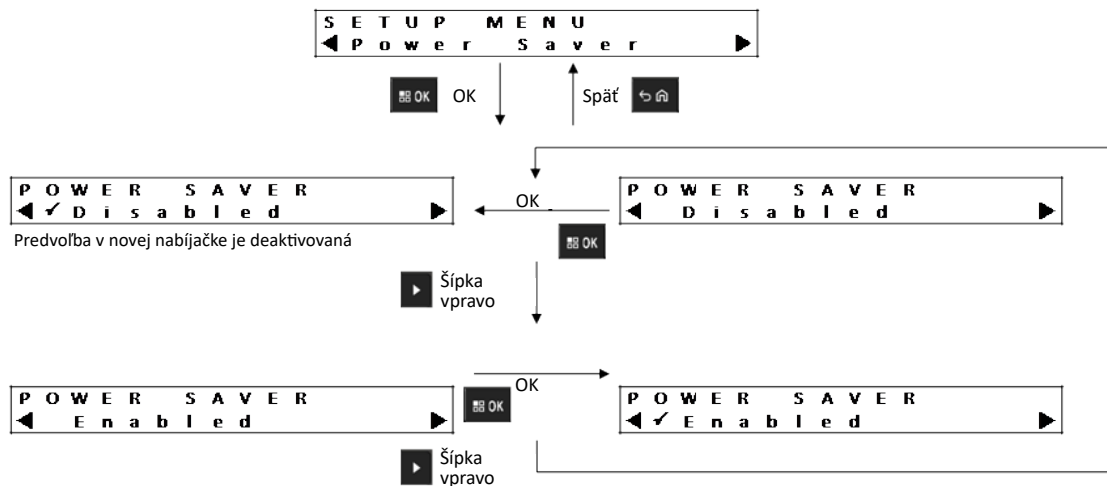 SETUP MENU
Power Saver
OK
OK
Späť
POWER SAVER
✓ Disabled
OK
POWER SAVER
Disabled
Predvoľba v novej nabíjačke je deaktivovaná
OK
Šípka
vpravo
OK
POWER SAVER
Enabled
OK
POWER SAVER
✓ Enabled
Šípka
vpravo